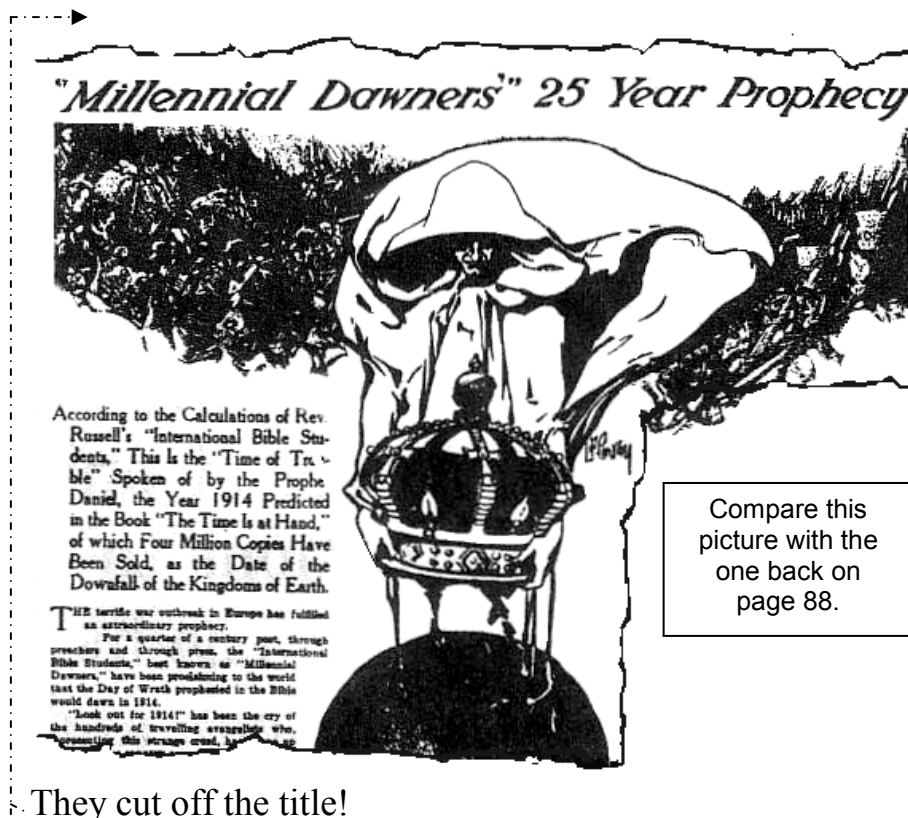 "'Millennial Dawners'" 25 Year Prophecy
According to the Calculations of Rev.
Russell's "International Bible Stu-
dents," This Is the "Time of
ble" Spoken of by the Prophe
Daniel, the Year 1914 Predicted
in the Book "The Time Is at Hand,"
of which Four Million Copies Have
Been Sold, as the Date of the
Downfall of the Kingdoms of Earth.
THE terrific war outbreak in Europe has fulfilled
an extraordinary prophecy.
For a quarter of a century past, through
preachers and through press, the "International
Bible Students," best known as "Millennial
Dawners," have been proclaiming to the world
that the Day of Wrath prophesied in the Bible
would dawn in 1914.
"Look out for 1914!" has been the cry of
the hundreds of travelling evangelists who,
representing this strange creed, up
Compare this
picture with the
one back on
page 88.
They cut off the title!